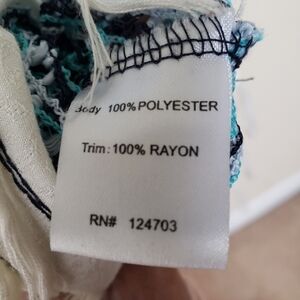 Body 100% POLYESTER
Trim: 100% RAYON
RN# 124703